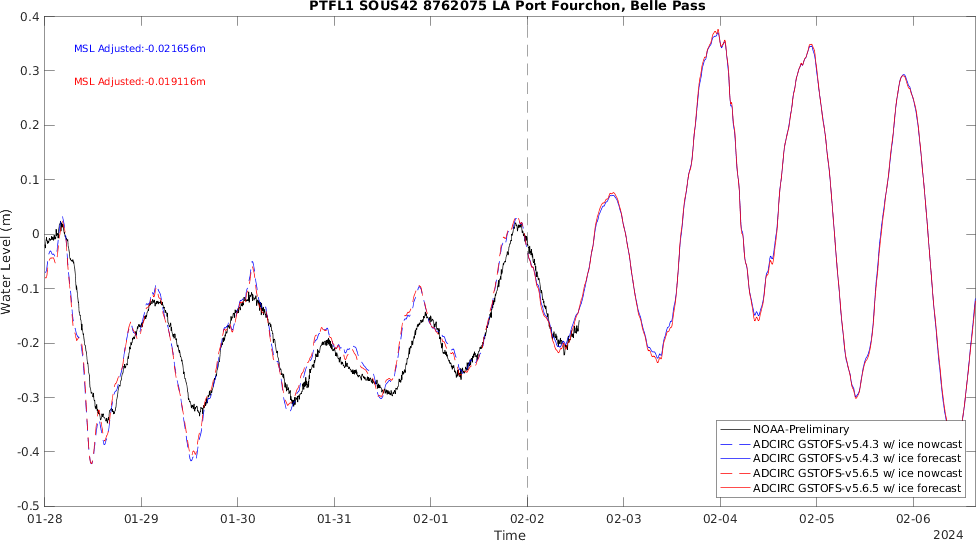 PTFL1 SOUS42 8762075 LA Port Fourchon, Belle Pass
MSL Adjusted:-0.021656m
MSL Adjusted:-0.019116m
0.4
0.3
0.2
0.1
0
-0.1
-0.2
-0.3
-0.4
-0.5
Water Level (m)
NOAA-Preliminary
ADCIRC GSTOFS-v5.4.3 w/ ice nowcast
ADCIRC GSTOFS-v5.4.3 w/ ice forecast
ADCIRC GSTOFS-v5.6.5 w/ ice nowcast
ADCIRC GSTOFS-v5.6.5 w/ ice forecast
01-28 01-29 01-30 01-31 02-01 02-02 02-03 02-04 02-05 02-06
Time
2024